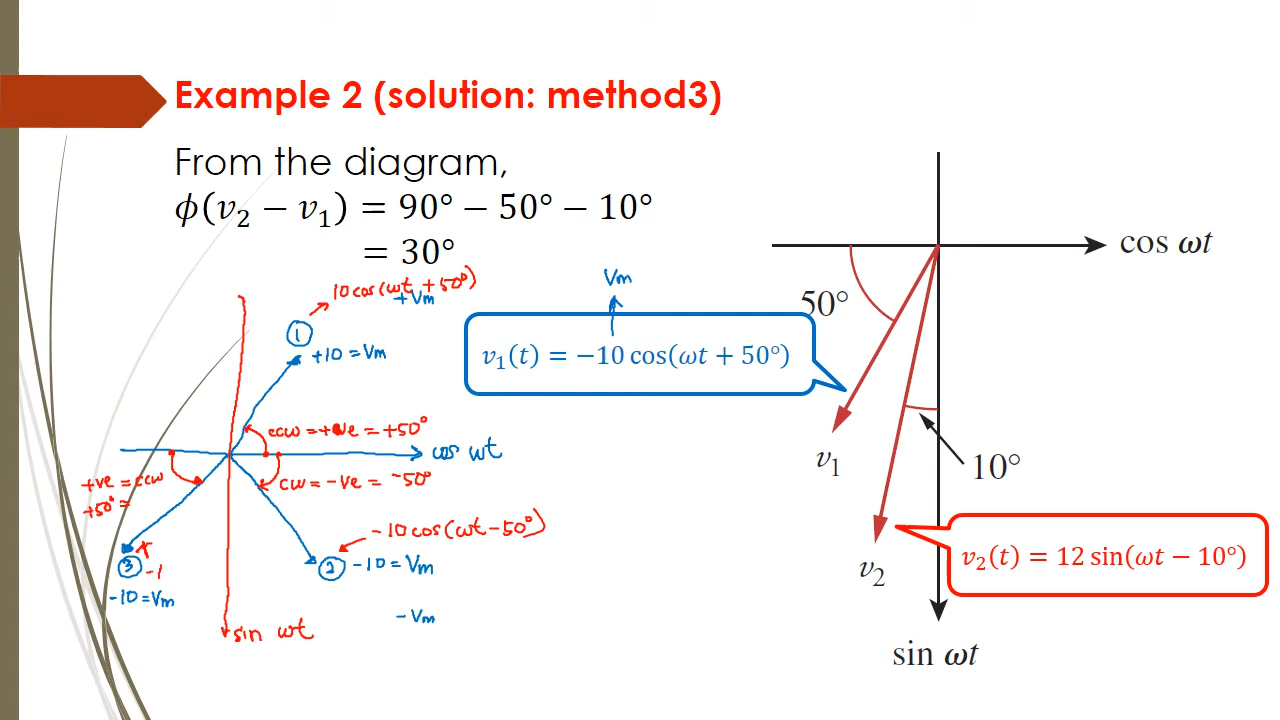 Example 2 (solution: method3)
From the diagram,
ϕ(v₂ − v₁) = 90° − 50° − 10°
= 30°
10 cos(ωt + 50°)
+Vm
①
+10 = Vm
ccw = +ve = +50°
cos ωt
+ve = ccw
+50° =
cw = -ve = -50°
-10 cos(ωt - 50°)
② -10 = Vm
③
-1
-10 = Vm
-Vm
sin ωt
Vm
v₁(t) = −10 cos(ωt + 50°)
cos ωt
50°
v₁
10°
v₂
v₂(t) = 12 sin(ωt − 10°)
sin ωt